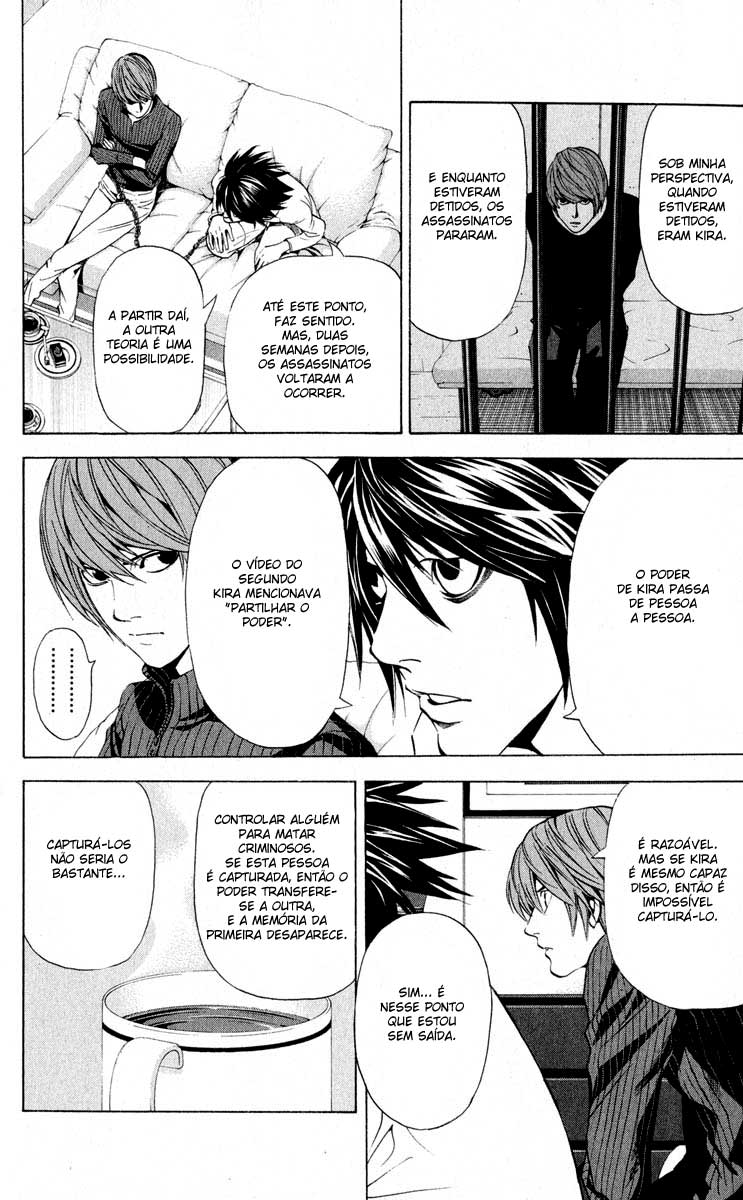 SOB MINHA
PERSPECTIVA,
QUANDO
ESTIVERAM
DETIDOS,
ERAM KIRA.
E ENQUANTO
ESTIVERAM
DETIDOS, OS
ASSASSINATOS
PARARAM.
ATÉ ESTE PONTO,
FAZ SENTIDO.
MAS, DUAS
SEMANAS DEPOIS,
OS ASSASSINATOS
VOLTARAM A
OCORRER.
A PARTIR DAÍ,
A OUTRA
TEORIA É UMA
POSSIBILIDADE.
O PODER
DE KIRA PASSA
DE PESSOA
A PESSOA.
O VÍDEO DO
SEGUNDO
KIRA MENCIONAVA
"PARTILHAR O
PODER".
.........
É RAZOÁVEL.
MAS SE KIRA
É MESMO CAPAZ
DISSO, ENTÃO É
IMPOSSÍVEL
CAPTURÁ-LO.
SIM... É
NESSE PONTO
QUE ESTOU
SEM SAÍDA.
CONTROLAR ALGUÉM
PARA MATAR
CRIMINOSOS.
SE ESTA PESSOA
É CAPTURADA, ENTÃO O
PODER TRANSFERE-
SE A OUTRA,
E A MEMÓRIA DA
PRIMEIRA DESAPARECE.
CAPTURÁ-LOS
NÃO SERIA O
BASTANTE...